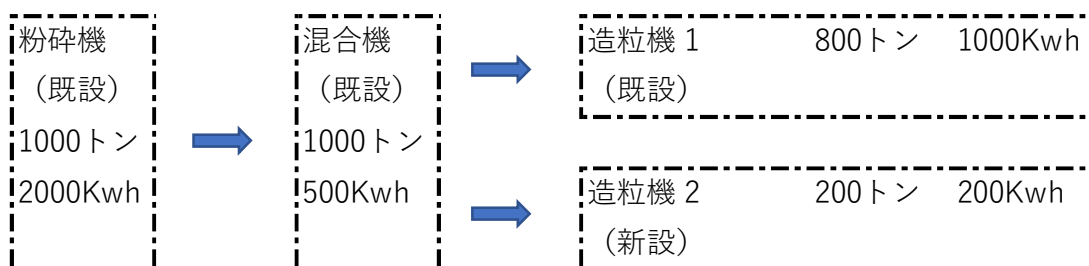 粉砕機
（既設）
1000トン
2000Kwh
混合機
（既設）
1000トン
500Kwh
造粒機 1 800トン 1000Kwh
（既設）
造粒機 2 200トン 200Kwh
（新設）